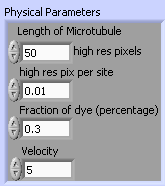 Physical Parameters
Length of Microtubule
50 high res pixels
high res pix per site
0.01
Fraction of dye (percentage)
0.3
Velocity
5